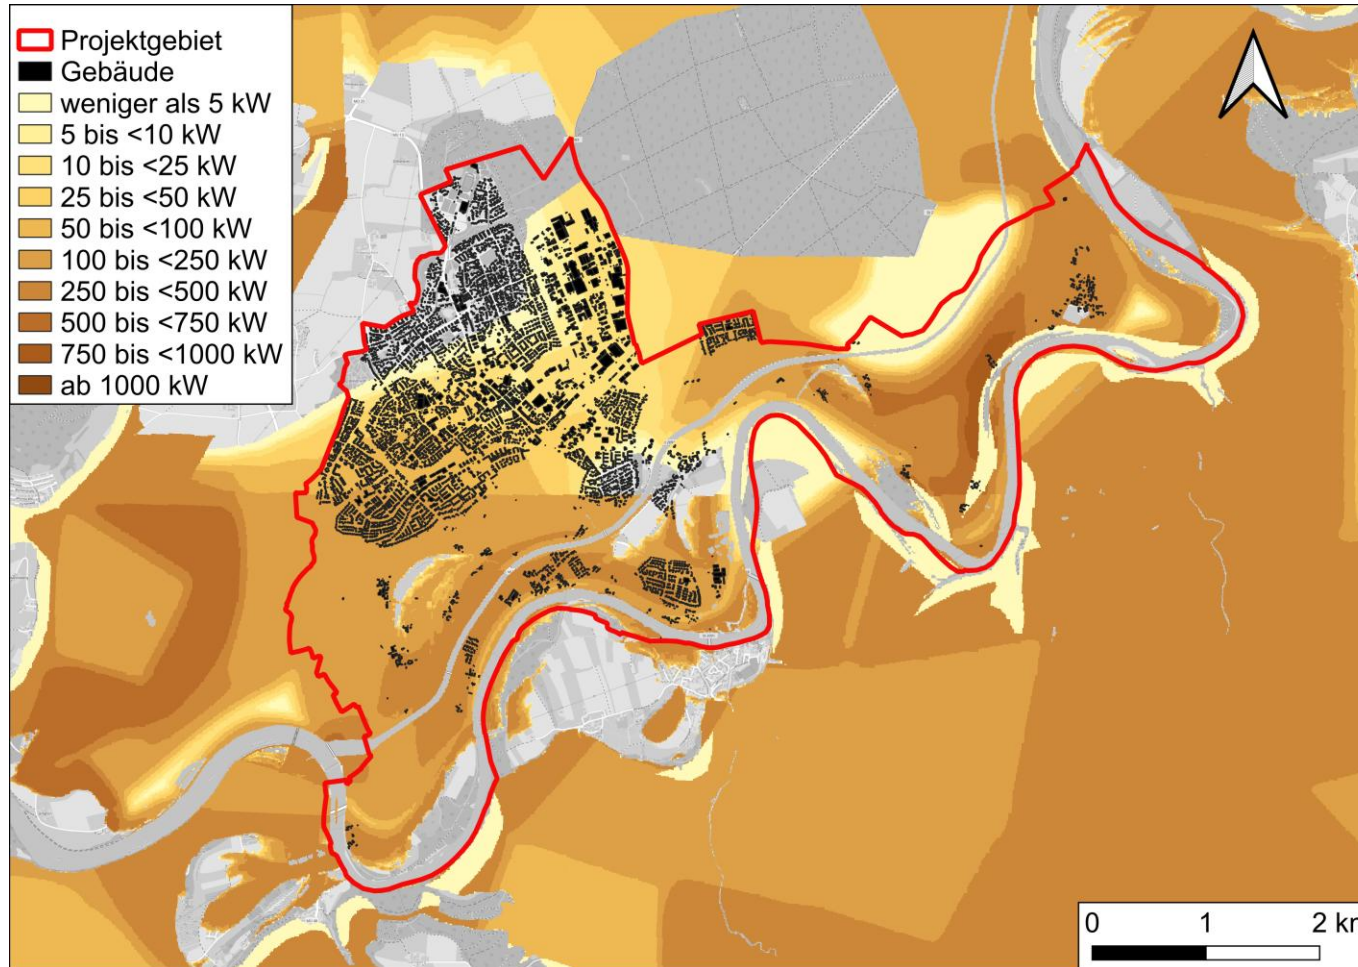 Projektgebiet
Gebäude
weniger als 5 kW
5 bis <10 kW
10 bis <25 kW
25 bis <50 kW
50 bis <100 kW
100 bis <250 kW
250 bis <500 kW
500 bis <750 kW
750 bis <1000 kW
ab 1000 kW
0 1 2 km